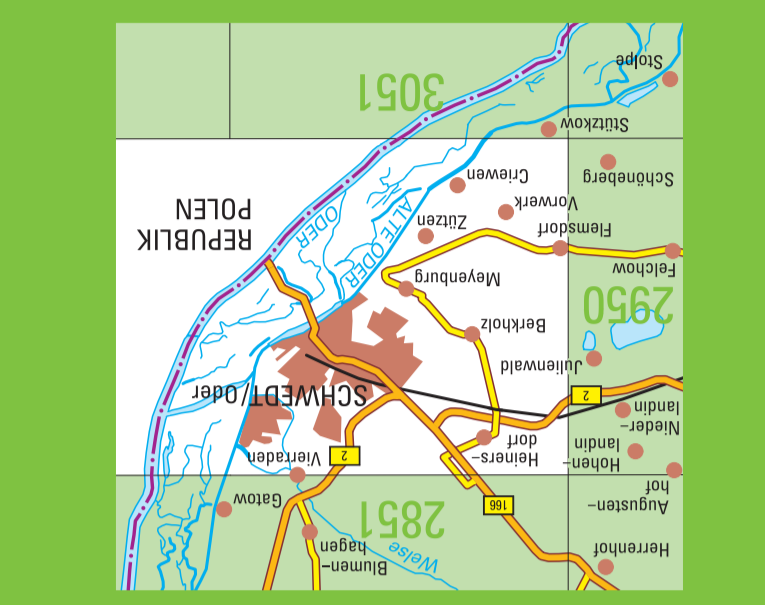 Herrenhof
Blumen-
hagen
Welse
166
2851
Gatow
Augusten-
hof
Hohen-
landin
Heiners-
dorf
2
Vierraden
Nieder-
landin
2
SCHWEDT/Oder
Julienwald
Berkholz
2950
Meyenburg
Felchow
Flemsdorf
Zützen
ALTE ODER
ODER
REPUBLIK
POLEN
Vorwerk
Criewen
Schöneberg
Stützkow
3051
Stolpe